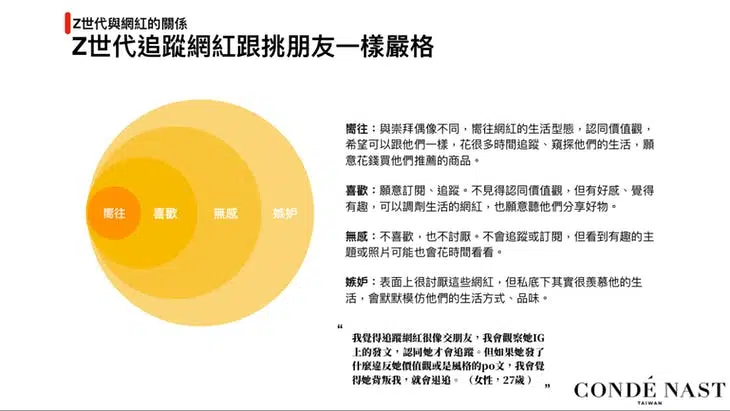 Z世代與網紅的關係
Z世代追蹤網紅跟挑朋友一樣嚴格
嚮往
喜歡
無感
嫉妒
嚮往：與崇拜偶像不同，嚮往網紅的生活型態，認同價值觀，
希望可以跟他們一樣，花很多時間追蹤、窺探他們的生活，願
意花錢買他們推薦的商品。
喜歡：願意訂閱、追蹤。不見得認同價值觀，但有好感、覺得
有趣，可以調劑生活的網紅，也願意聽他們分享好物。
無感：不喜歡，也不討厭。不會追蹤或訂閱，但看到有趣的主
題或照片可能也會花時間看看。
嫉妒：表面上很討厭這些網紅，但私底下其實很羨慕他的生
活，會默默模仿他們的生活方式、品味。
“
我覺得追蹤網紅很像交朋友，我會觀察她IG
上的發文，認同她才會追蹤。但如果她發了
什麼違反她價值觀或是風格的po文，我會覺
得她背叛我，就會退追。（女性，27歲）
”
CONDÉ NAST
TAIWAN